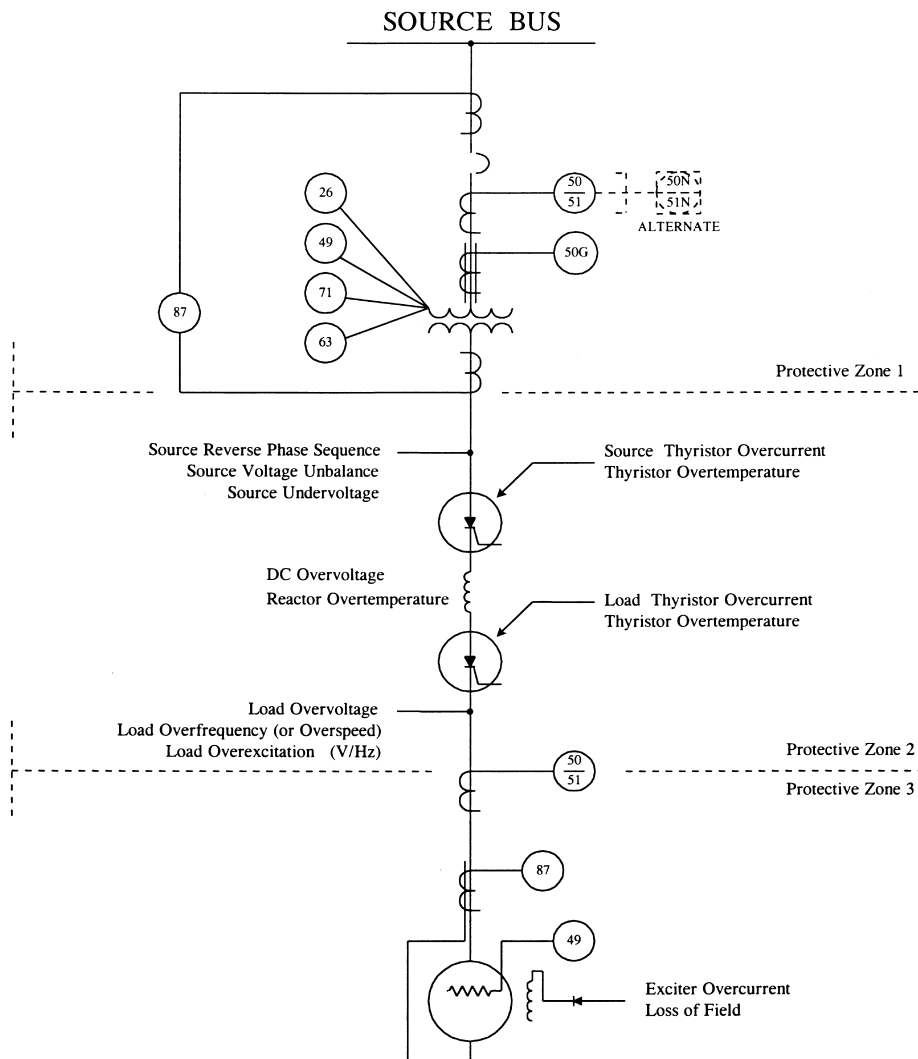 SOURCE BUS
26
50
51
50N
51N
ALTERNATE
49
50G
71
87
63
Protective Zone 1
Source Reverse Phase Sequence
Source Voltage Unbalance
Source Undervoltage
Source Thyristor Overcurrent
Thyristor Overtemperature
DC Overvoltage
Reactor Overtemperature
Load Thyristor Overcurrent
Thyristor Overtemperature
Load Overvoltage
Load Overfrequency (or Overspeed)
Load Overexcitation (V/Hz)
Protective Zone 2
50
51
Protective Zone 3
87
49
Exciter Overcurrent
Loss of Field